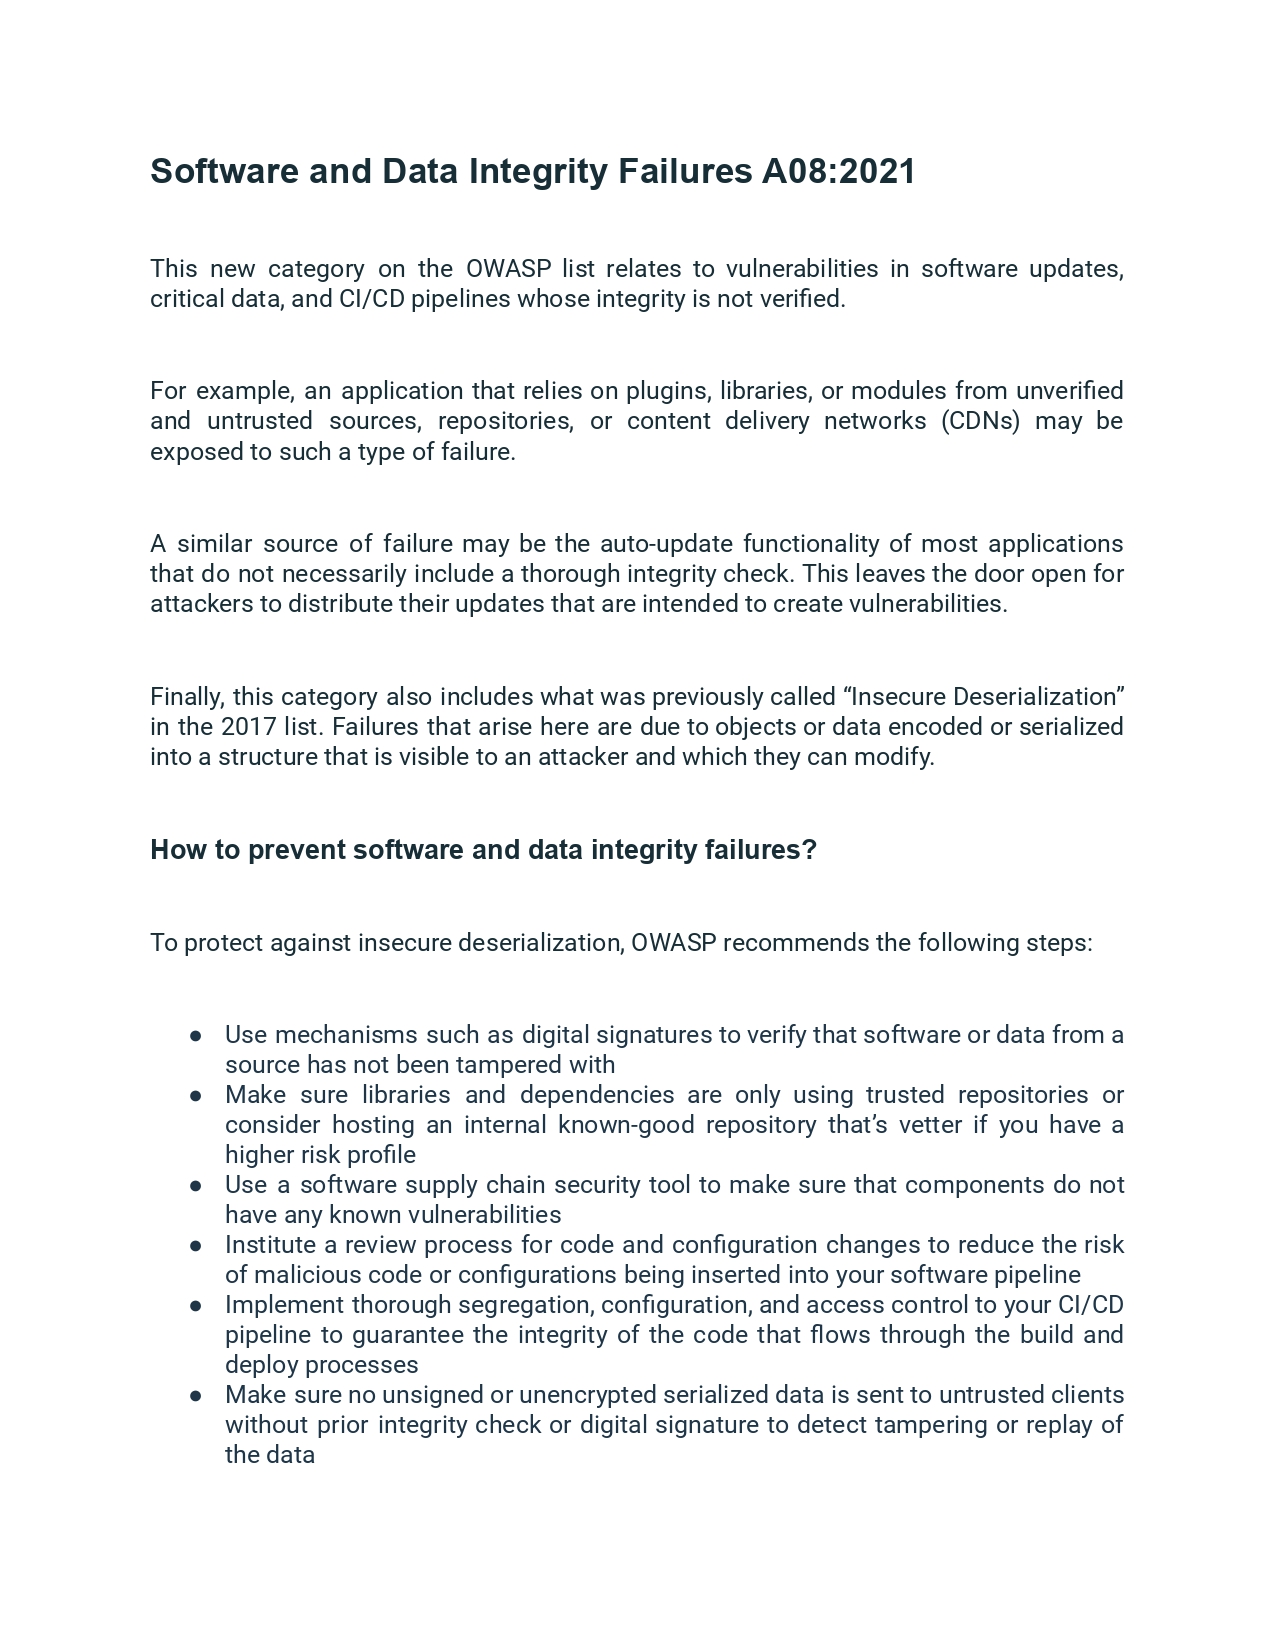 Software and Data Integrity Failures A08:2021
This new category on the OWASP list relates to vulnerabilities in software updates,
critical data, and CI/CD pipelines whose integrity is not verified.
For example, an application that relies on plugins, libraries, or modules from unverified
and untrusted sources, repositories, or content delivery networks (CDNs) may be
exposed to such a type of failure.
A similar source of failure may be the auto-update functionality of most applications
that do not necessarily include a thorough integrity check. This leaves the door open for
attackers to distribute their updates that are intended to create vulnerabilities.
Finally, this category also includes what was previously called “Insecure Deserialization”
in the 2017 list. Failures that arise here are due to objects or data encoded or serialized
into a structure that is visible to an attacker and which they can modify.
How to prevent software and data integrity failures?
To protect against insecure deserialization, OWASP recommends the following steps:
● Use mechanisms such as digital signatures to verify that software or data from a
source has not been tampered with
● Make sure libraries and dependencies are only using trusted repositories or
consider hosting an internal known-good repository that’s vetter if you have a
higher risk profile
● Use a software supply chain security tool to make sure that components do not
have any known vulnerabilities
● Institute a review process for code and configuration changes to reduce the risk
of malicious code or configurations being inserted into your software pipeline
● Implement thorough segregation, configuration, and access control to your CI/CD
pipeline to guarantee the integrity of the code that flows through the build and
deploy processes
● Make sure no unsigned or unencrypted serialized data is sent to untrusted clients
without prior integrity check or digital signature to detect tampering or replay of
the data